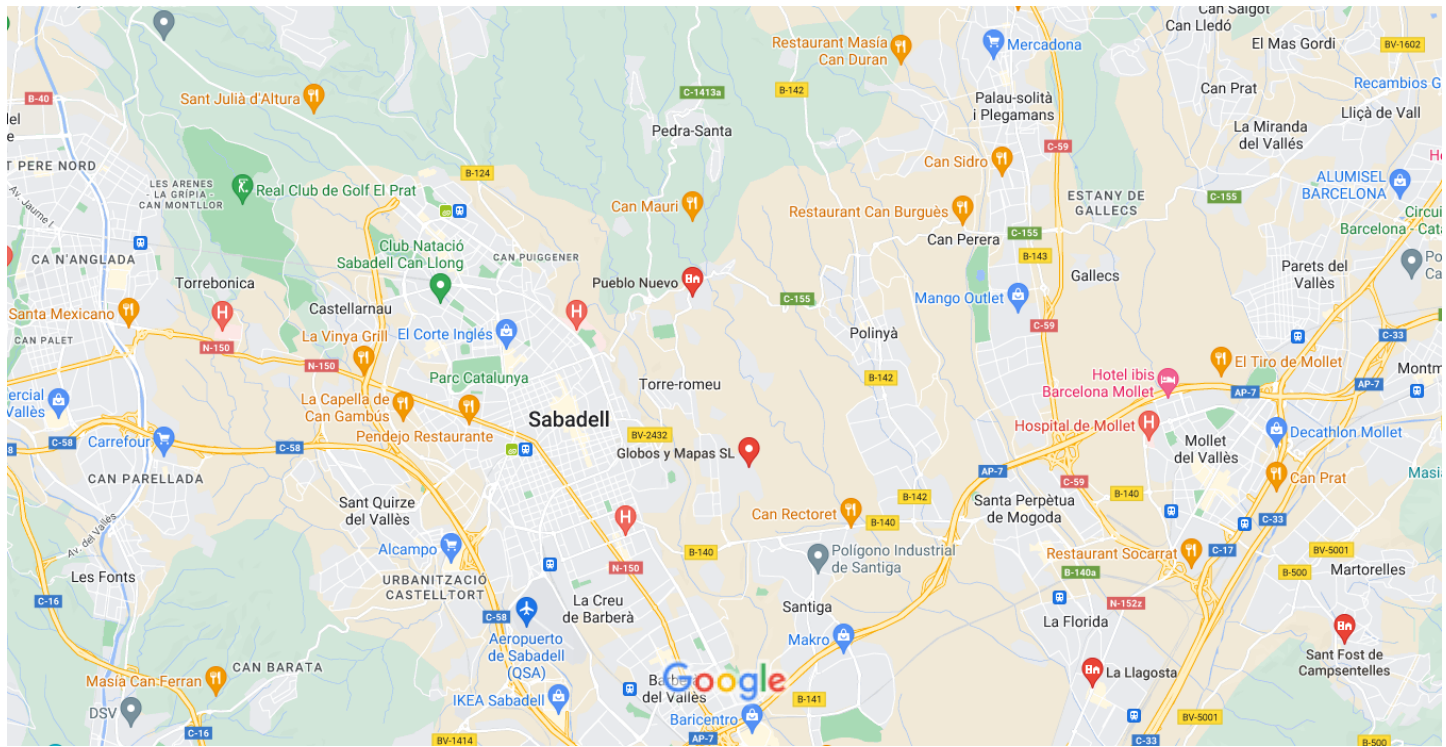 Can Salgot
Can Lledó
El Mas Gordi
BV-1602
Restaurant Masía
Can Duran
Mercadona
B-40
Sant Julià d'Altura
C-1413a
B-142
Palau-solità
i Plegamans
Can Prat
Recambios G
Lliçà de Vall
del
e
Pedra-Santa
La Miranda
del Vallés
C-59
T PERE NORD
B-124
Can Sidro
ALUMISEL
BARCELONA
LES ARENES
- LA GRÍPIA -
CAN MONTLLOR
Real Club de Golf El Prat
Av. Jaume I
Can Mauri
Restaurant Can Burguès
ESTANY DE
GALLECS
C-155
C-155
Circui
Barcelona - Cata
Can Perera
C-155
Club Natació
Sabadell Can Llong
CAN PUIGGENER
CA N'ANGLADA
B-143
Po
Ca
Torrebonica
Pueblo Nuevo
Gallecs
Parets del
Vallès
C-155
Mango Outlet
Castellarnau
Santa Mexicano
H
H
La Vinya Grill
El Corte Inglés
Polinyà
C-59
C-33
CAN PALET
N-150
N-150
El Tiro de Mollet
Montm
Parc Catalunya
Torre-romeu
B-142
Hotel ibis
Barcelona Mollet
AP-7
AP-7
ercial
Vallès
La Capella de
Can Gambús
Sabadell
Pendejo Restaurante
BV-2432
Hospital de Mollet
H
Decathlon Mollet
Carrefour
C-58
C-58
8
Globos y Mapas SL
Mollet
del Vallès
CAN PARELLADA
AP-7
C-59
Can Prat
Masia
Sant Quirze
del Vallès
B-142
Santa Perpètua
de Mogoda
B-140
Can Rectoret
B-140
H
C-33
Av. del Vallés
Alcampo
B-140
Polígono Industrial
de Santiga
Restaurant Socarrat
C-17
BV-5001
Les Fonts
URBANITZACIÓ
CASTELLTORT
N-150
B-140a
B-500
Martorelles
C-16
C-58
La Creu
de Barberà
Santiga
N-152z
La Florida
Aeropuerto
de Sabadell
(QSA)
Makro
Sant Fost de
Campsentelles
CAN BARATA
Masía Can Ferran
La Llagosta
Google
Barberà
del Vallès
IKEA Sabadell
B-141
DSV
Baricentro
BV-5001
C-16
BV-1414
AP-7
C-33
B-500